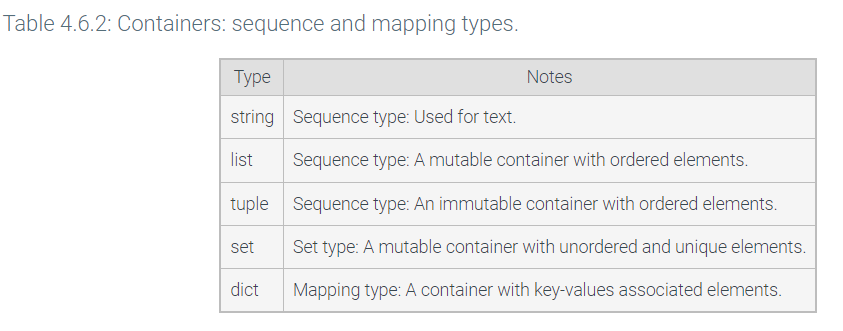 Table 4.6.2: Containers: sequence and mapping types.
Type Notes
string Sequence type: Used for text.
list Sequence type: A mutable container with ordered elements.
tuple Sequence type: An immutable container with ordered elements.
set Set type: A mutable container with unordered and unique elements.
dict Mapping type: A container with key-values associated elements.